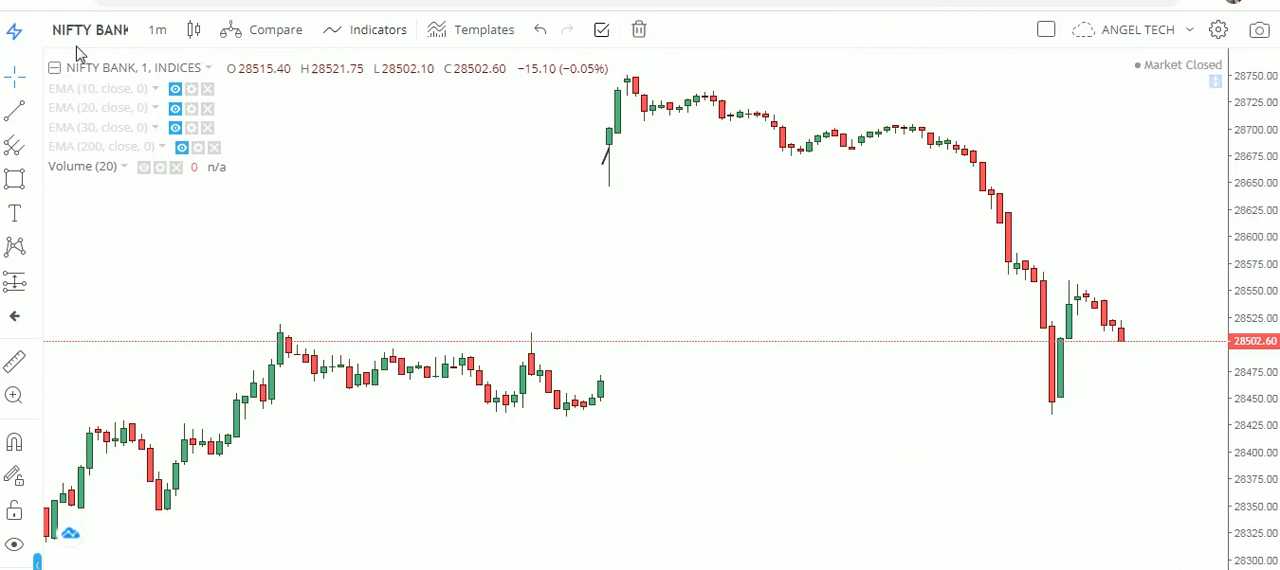 NIFTY BANK 1m Compare Indicators Templates ANGEL TECH
NIFTY BANK, 1, INDICES O28515.40 H28521.75 L28502.10 C28502.60 −15.10 (−0.05%) Market Closed
EMA (10, close, 0)
EMA (20, close, 0)
EMA (30, close, 0)
EMA (200, close, 0)
Volume (20) 0 n/a
28750.00
28725.00
28700.00
28675.00
28650.00
28625.00
28600.00
28575.00
28550.00
28525.00
28502.60
28475.00
28450.00
28425.00
28400.00
28375.00
28350.00
28325.00
28300.00